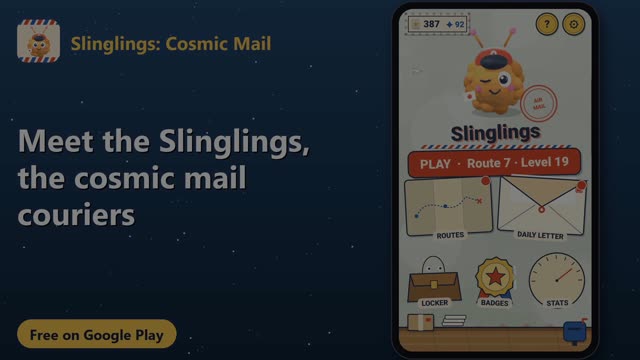 Slinglings: Cosmic Mail
Meet the Slinglings,
the cosmic mail
couriers
Free on Google Play
387 92 ?
AIR
MAIL
Slinglings
PLAY · Route 7 · Level 19
ROUTES
DAILY LETTER
LOCKER
BADGES
STATS